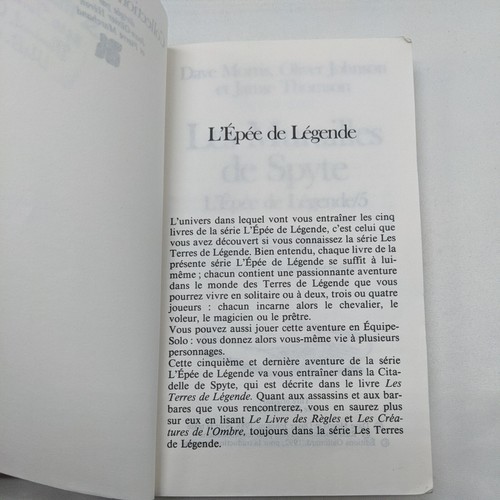 L'Épée de Légende
L'univers dans lequel vont vous entraîner les cinq
livres de la série L'Épée de Légende, c'est celui que
vous avez découvert si vous connaissez la série Les
Terres de Légende. Bien entendu, chaque livre de la
présente série L'Épée de Légende se suffit à lui-
même ; chacun contient une passionnante aventure
dans le monde des Terres de Légende que vous
pourrez vivre en solitaire ou à deux, trois ou quatre
joueurs : chacun incarne alors le chevalier, le
voleur, le magicien ou le prêtre.
Vous pouvez aussi jouer cette aventure en Équipe-
Solo : vous donnez alors vous-même vie à plusieurs
personnages.
Cette cinquième et dernière aventure de la série
L'Épée de Légende va vous entraîner dans la Cita-
delle de Spyte, qui est décrite dans le livre Les
Terres de Légende. Quant aux assassins et aux bar-
bares que vous rencontrerez, vous en saurez plus
sur eux en lisant Le Livre des Règles et Les Cré-
atures de l'Ombre, toujours dans la série Les Terres
de Légende.